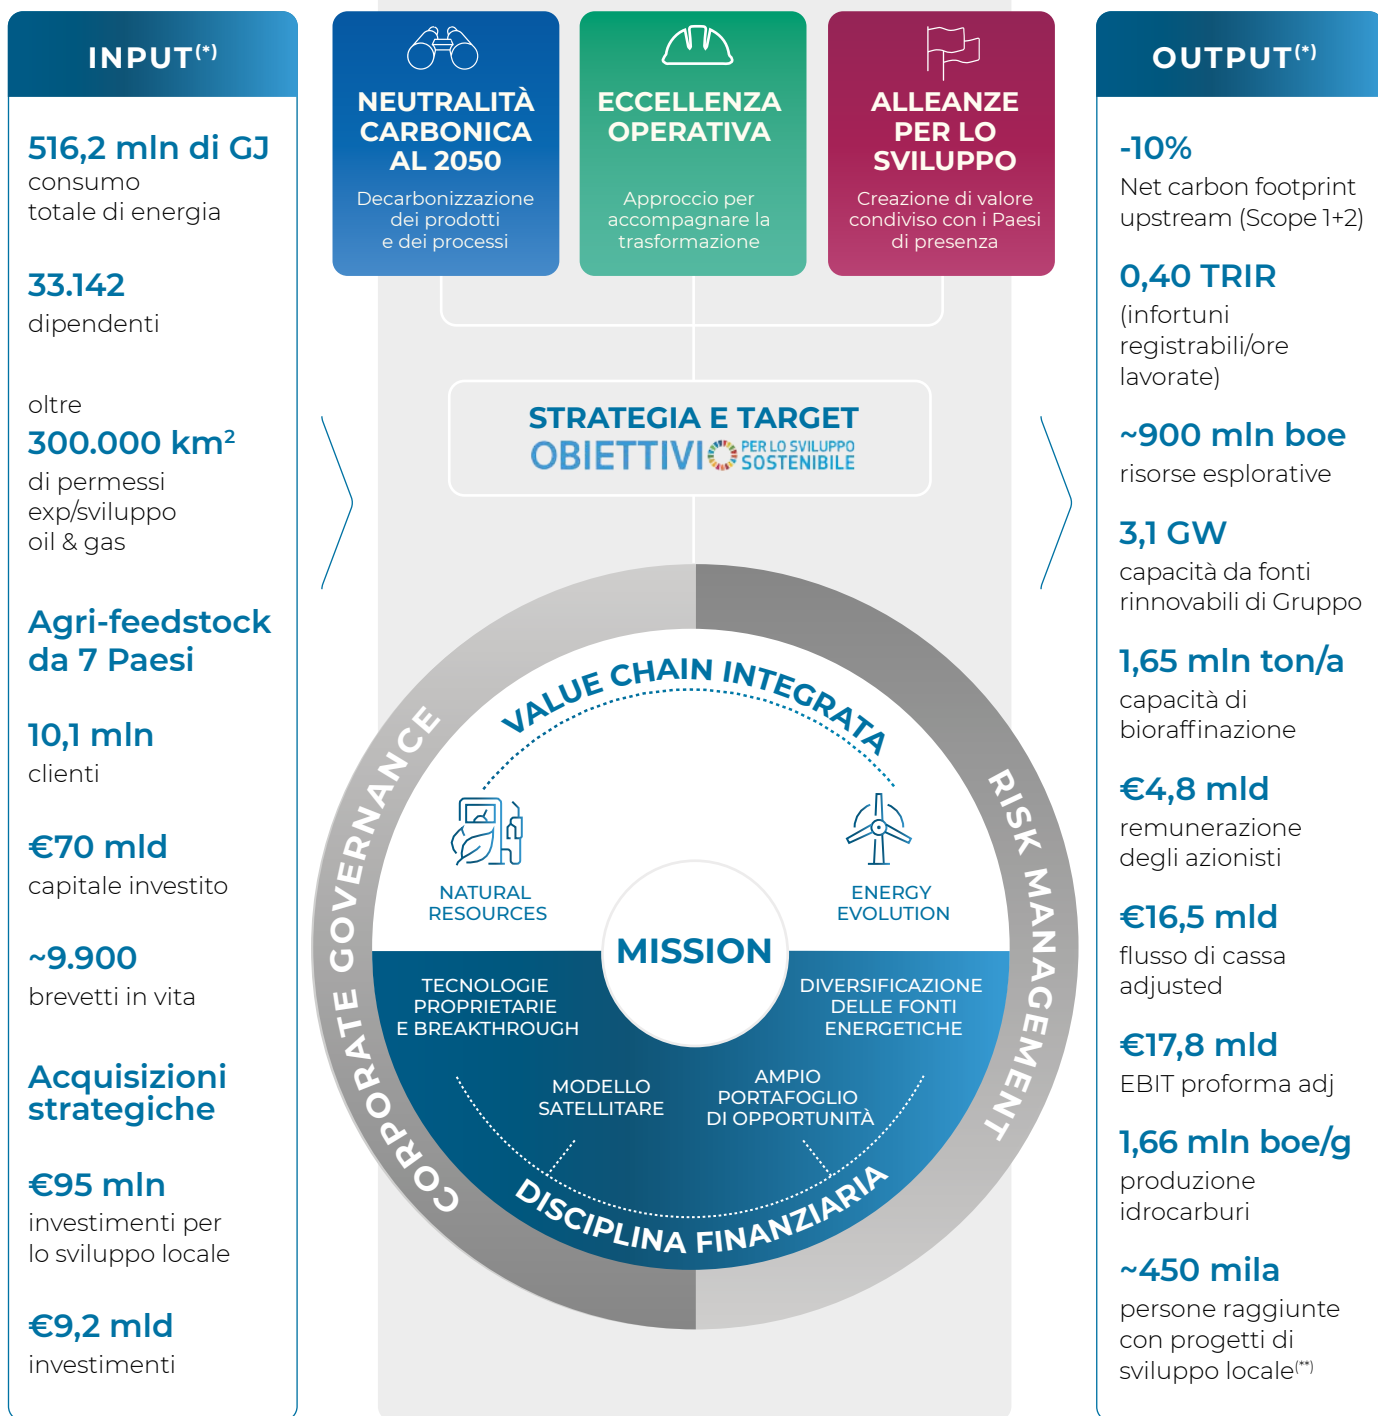 INPUT(*)
516,2 mln di GJ
consumo
totale di energia
33.142
dipendenti
oltre
300.000 km²
di permessi
exp/sviluppo
oil & gas
Agri-feedstock
da 7 Paesi
10,1 mln
clienti
€70 mld
capitale investito
~9.900
brevetti in vita
Acquisizioni
strategiche
€95 mln
investimenti per
lo sviluppo locale
€9,2 mld
investimenti
NEUTRALITÀ
CARBONICA
AL 2050
Decarbonizzazione
dei prodotti
e dei processi
ECCELLENZA
OPERATIVA
Approccio per
accompagnare la
trasformazione
ALLEANZE
PER LO
SVILUPPO
Creazione di valore
condiviso con i Paesi
di presenza
STRATEGIA E TARGET
OBIETTIVI PER LO SVILUPPO
SOSTENIBILE
CORPORATE GOVERNANCE
RISK MANAGEMENT
VALUE CHAIN INTEGRATA
NATURAL
RESOURCES
ENERGY
EVOLUTION
MISSION
TECNOLOGIE
PROPRIETARIE
E BREAKTHROUGH
DIVERSIFICAZIONE
DELLE FONTI
ENERGETICHE
MODELLO
SATELLITARE
AMPIO
PORTAFOGLIO
DI OPPORTUNITÀ
DISCIPLINA FINANZIARIA
OUTPUT(*)
-10%
Net carbon footprint
upstream (Scope 1+2)
0,40 TRIR
(infortuni
registrabili/ore
lavorate)
~900 mln boe
risorse esplorative
3,1 GW
capacità da fonti
rinnovabili di Gruppo
1,65 mln ton/a
capacità di
bioraffinazione
€4,8 mld
remunerazione
degli azionisti
€16,5 mld
flusso di cassa
adjusted
€17,8 mld
EBIT proforma adj
1,66 mln boe/g
produzione
idrocarburi
~450 mila
persone raggiunte
con progetti di
sviluppo locale(**)